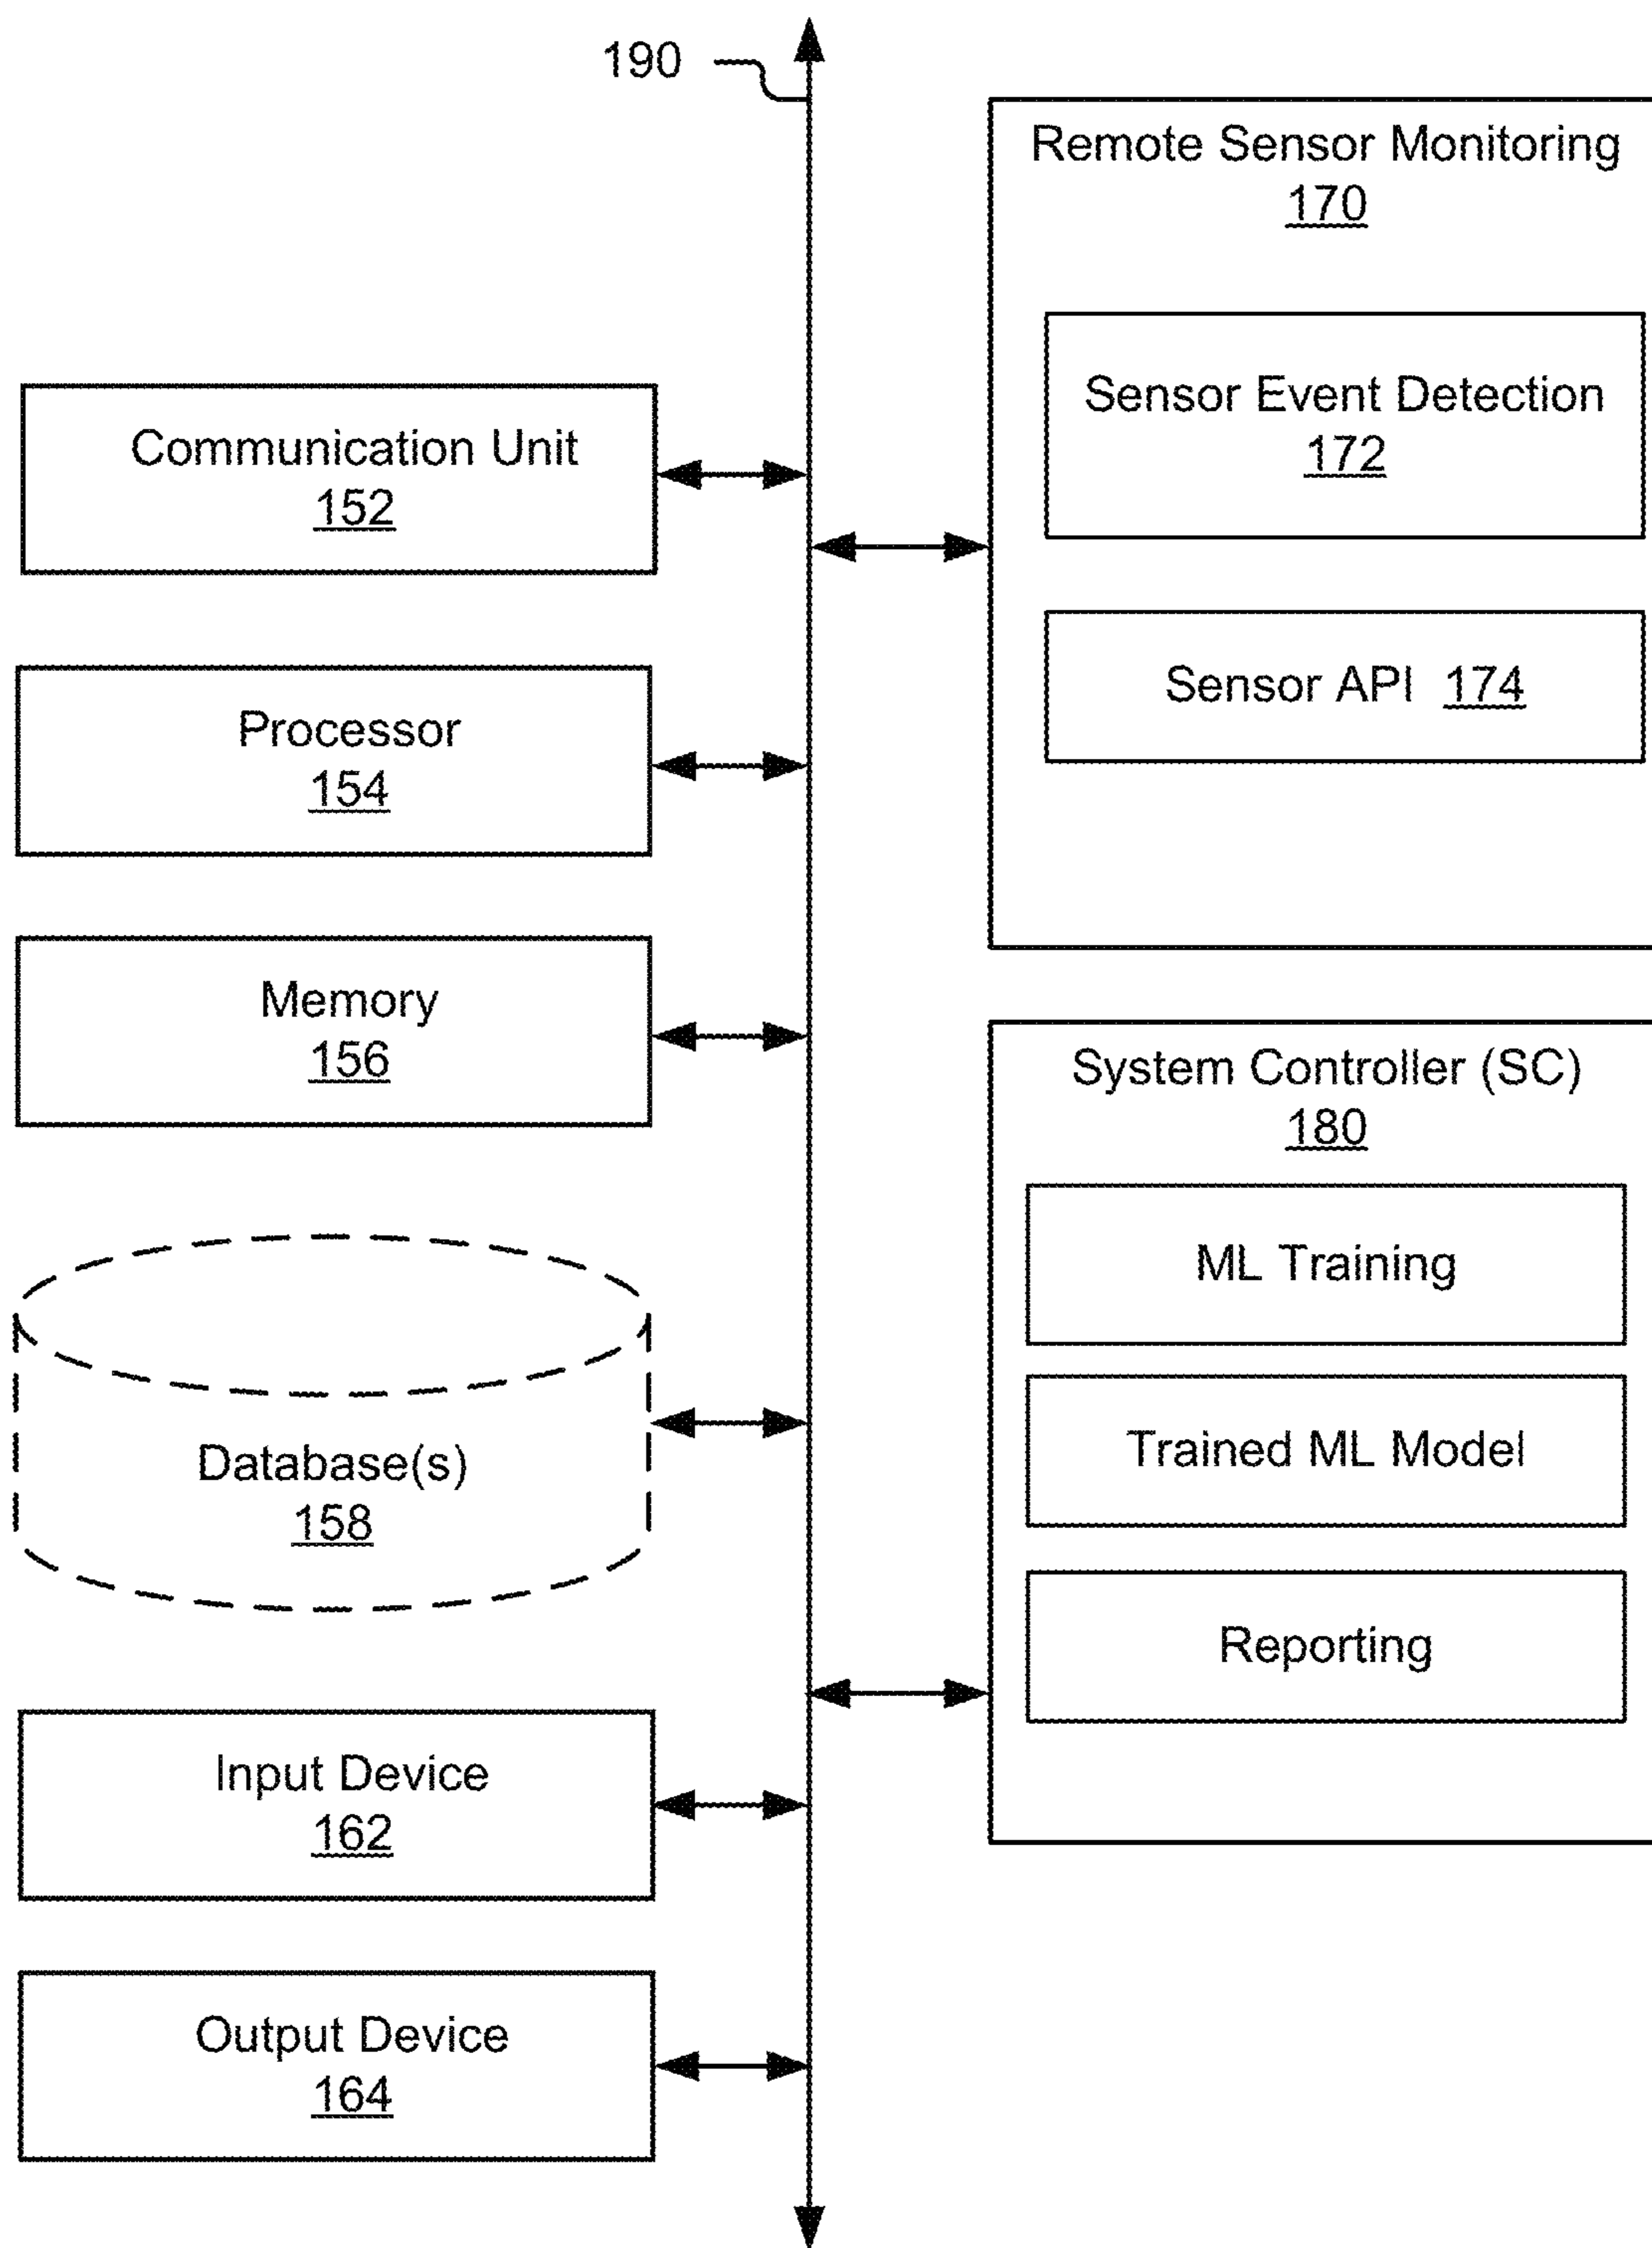 190
Remote Sensor Monitoring
170
Sensor Event Detection
172
Sensor API 174
Communication Unit
152
Processor
154
Memory
156
Database(s)
158
Input Device
162
Output Device
164
System Controller (SC)
180
ML Training
Trained ML Model
Reporting